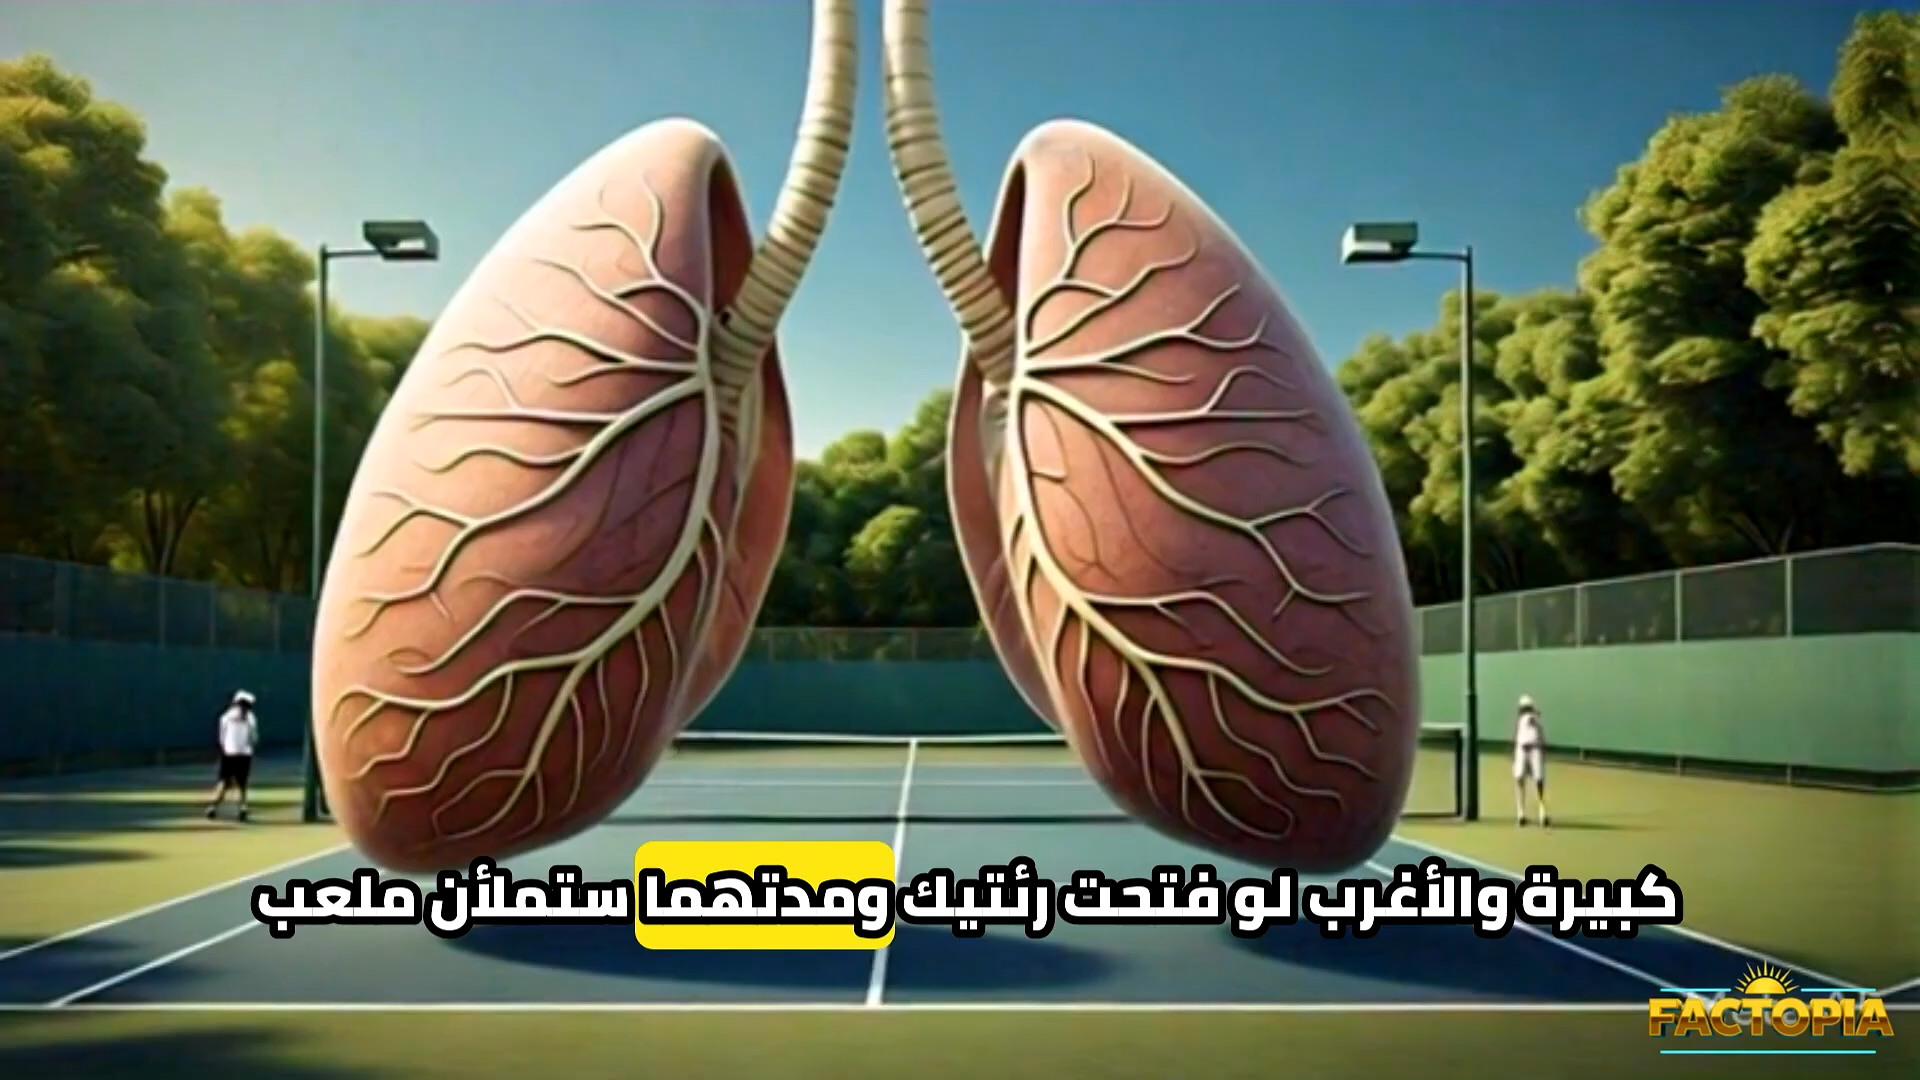 كبيرة والأغرب لو فتحت رئتيك ومدتهما ستملأن ملعب
FACTOPIA